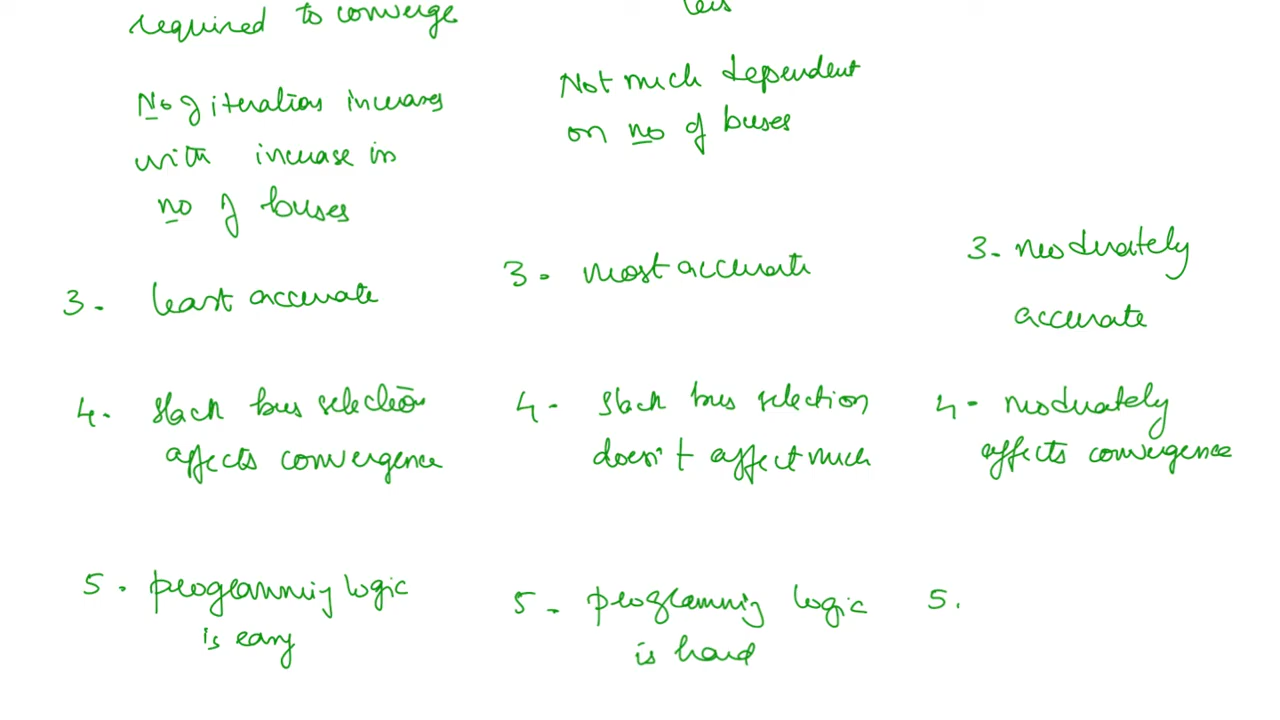 required to converge
less
No of iterations increases
with increase in
no of buses
Not much dependent
on no of buses
3. least accurate
3. most accurate
3. moderately
accurate
4. slack bus selection
affects convergence
4. slack bus selection
doesn't affect much
4. moderately
affects convergence
5. programming logic
is easy
5. programming logic
is hard
5.